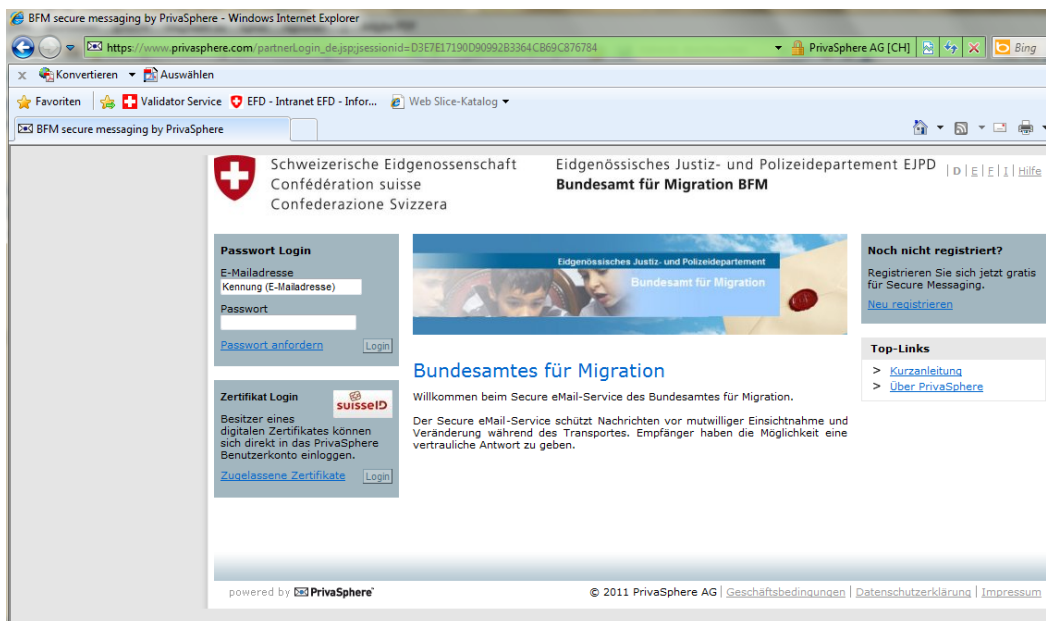 BFM secure messaging by PrivaSphere - Windows Internet Explorer
https://www.privasphere.com/partnerLogin_de.jsp;jsessionid=D3E7E17190D90992B3364CB69C876784
PrivaSphere AG [CH]
Bing
x Konvertieren Auswählen
Favoriten Validator Service EFD - Intranet EFD - Infor... Web Slice-Katalog
BFM secure messaging by PrivaSphere
Schweizerische Eidgenossenschaft
Confédération suisse
Confederazione Svizzera
Eidgenössisches Justiz- und Polizeidepartement EJPD
Bundesamt für Migration BFM
| D | E | F | I | Hilfe
Passwort Login
E-Mailadresse
Kennung (E-Mailadresse)
Passwort
Passwort anfordern Login
Zertifikat Login
suisseID
Besitzer eines
digitalen Zertifikates können
sich direkt in das PrivaSphere
Benutzerkonto einloggen.
Zugelassene Zertifikate Login
Eidgenössisches Justiz- und Polizeidepartement
Bundesamt für Migration
Bundesamtes für Migration
Willkommen beim Secure eMail-Service des Bundesamtes für Migration.
Der Secure eMail-Service schützt Nachrichten vor mutwilliger Einsichtnahme und
Veränderung während des Transportes. Empfänger haben die Möglichkeit eine
vertrauliche Antwort zu geben.
Noch nicht registriert?
Registrieren Sie sich jetzt gratis
für Secure Messaging.
Neu registrieren
Top-Links
> Kurzanleitung
> Über PrivaSphere
powered by PrivaSphere
© 2011 PrivaSphere AG | Geschäftsbedingungen | Datenschutzerklärung | Impressum